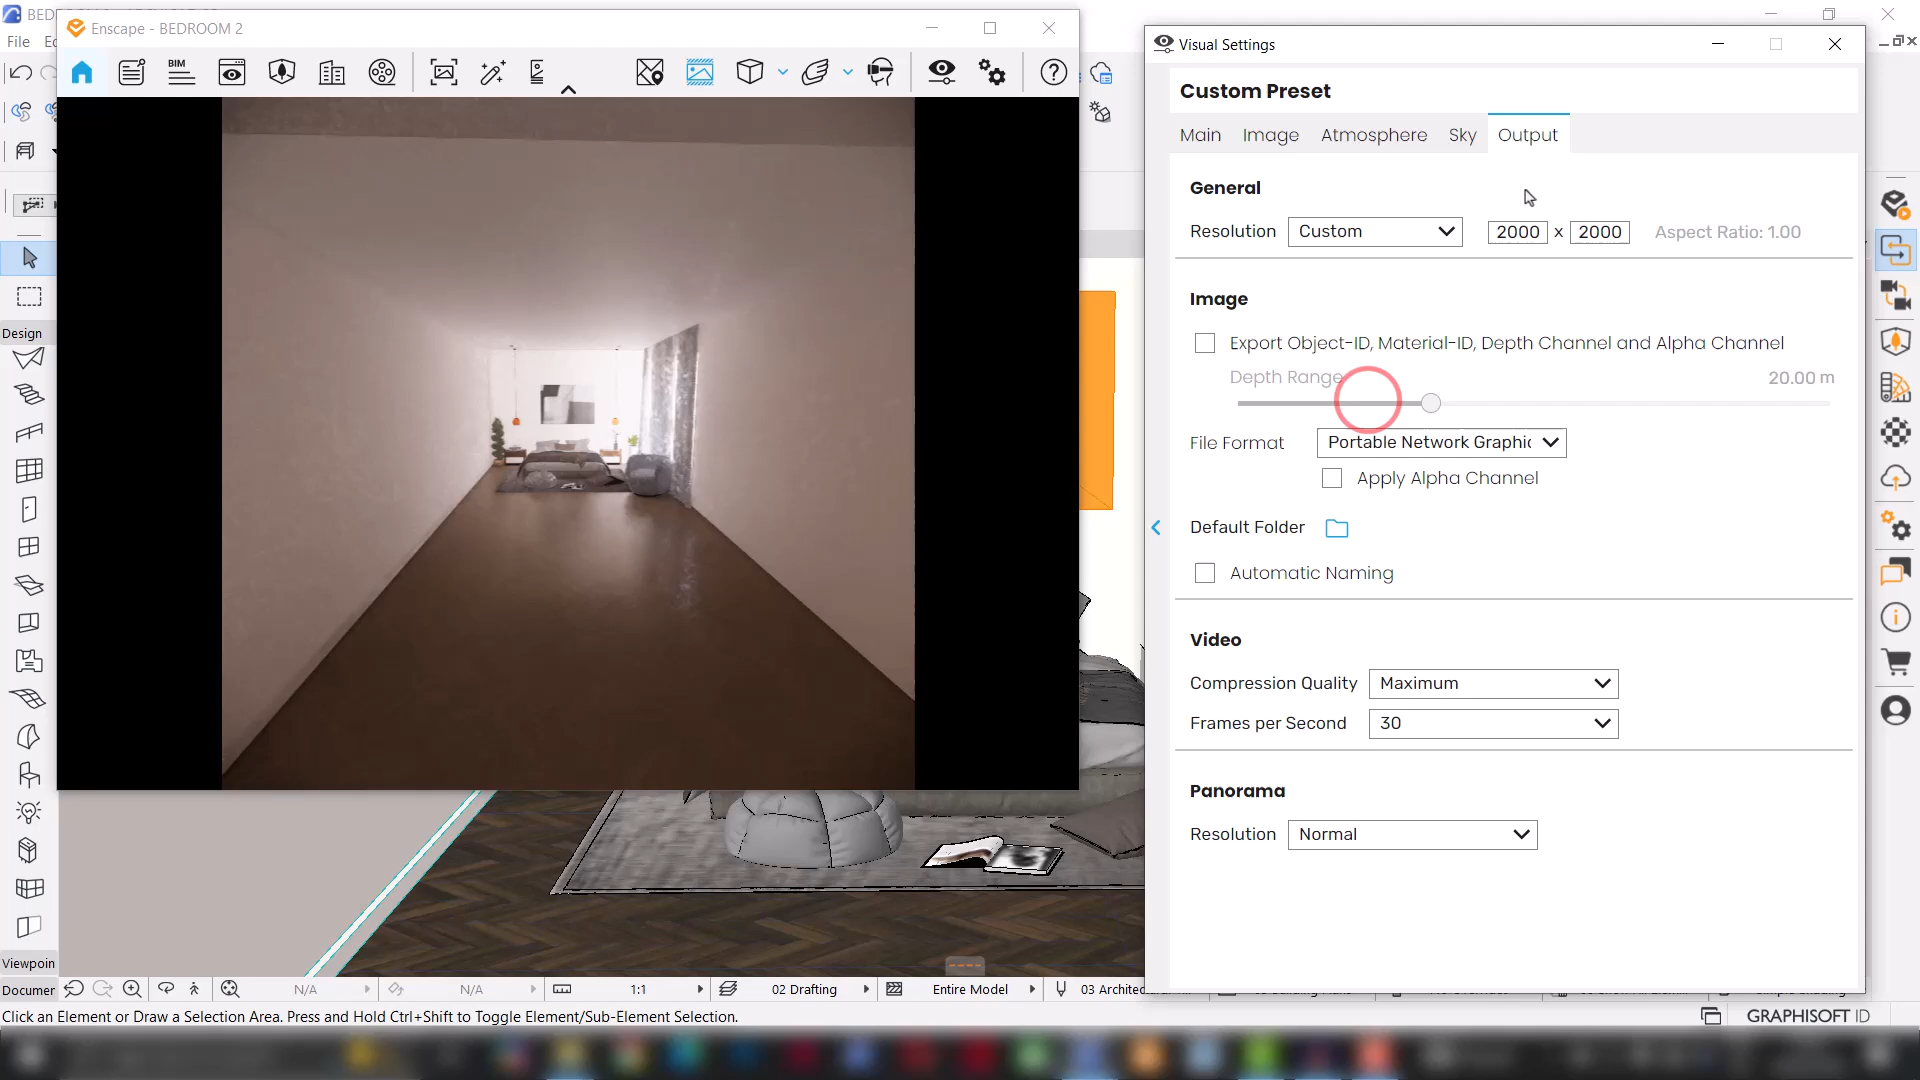 BED
Enscape - BEDROOM 2
Visual Settings
File
BIM
Custom Preset
Main
Image
Atmosphere
Sky
Output
General
Resolution
Custom
2000
x
2000
Aspect Ratio: 1.00
Image
Export Object-ID, Material-ID, Depth Channel and Alpha Channel
Depth Range
20.00 m
Design
File Format
Portable Network Graphic
Apply Alpha Channel
Default Folder
Automatic Naming
Video
Compression Quality
Maximum
Frames per Second
30
Panorama
Resolution
Normal
Viewpoin
Documer
N/A
N/A
1:1
02 Drafting
Entire Model
03 Architec
Click an Element or Draw a Selection Area. Press and Hold Ctrl+Shift to Toggle Element/Sub-Element Selection.
GRAPHISOFT ID